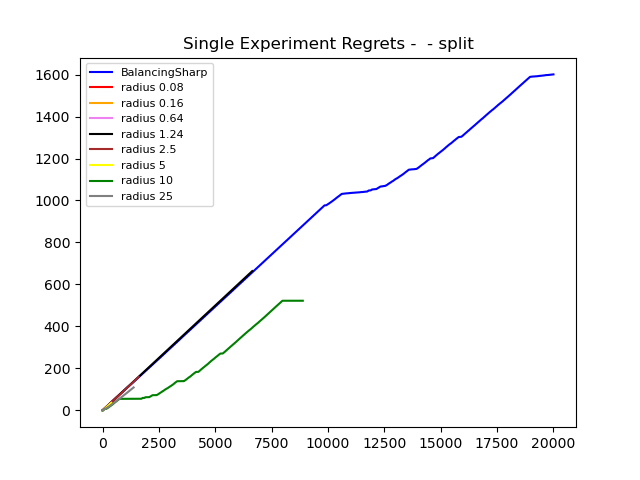 Single Experiment Regrets -  - split
1600
1400
1200
1000
800
600
400
200
0
BalancingSharp
radius 0.08
radius 0.16
radius 0.64
radius 1.24
radius 2.5
radius 5
radius 10
radius 25
0 2500 5000 7500 10000 12500 15000 17500 20000